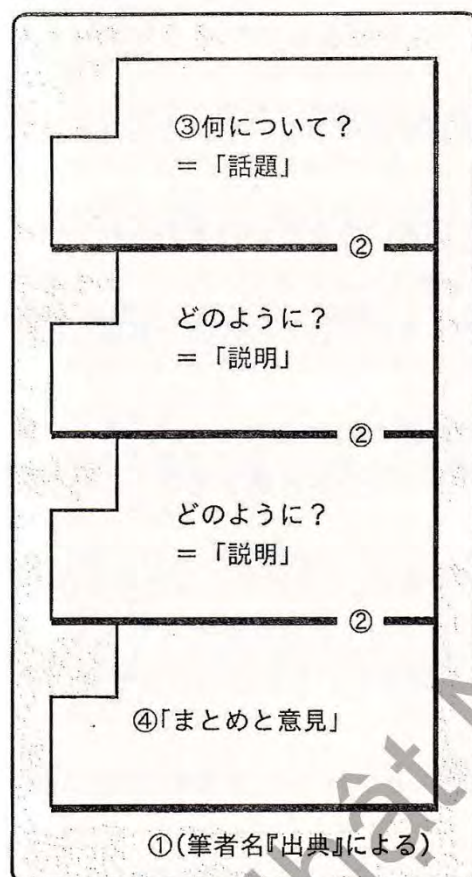 ③何について？
＝「話題」
②
どのように？
＝「説明」
②
どのように？
＝「説明」
②
④「まとめと意見」
①(筆者名『出典』による)